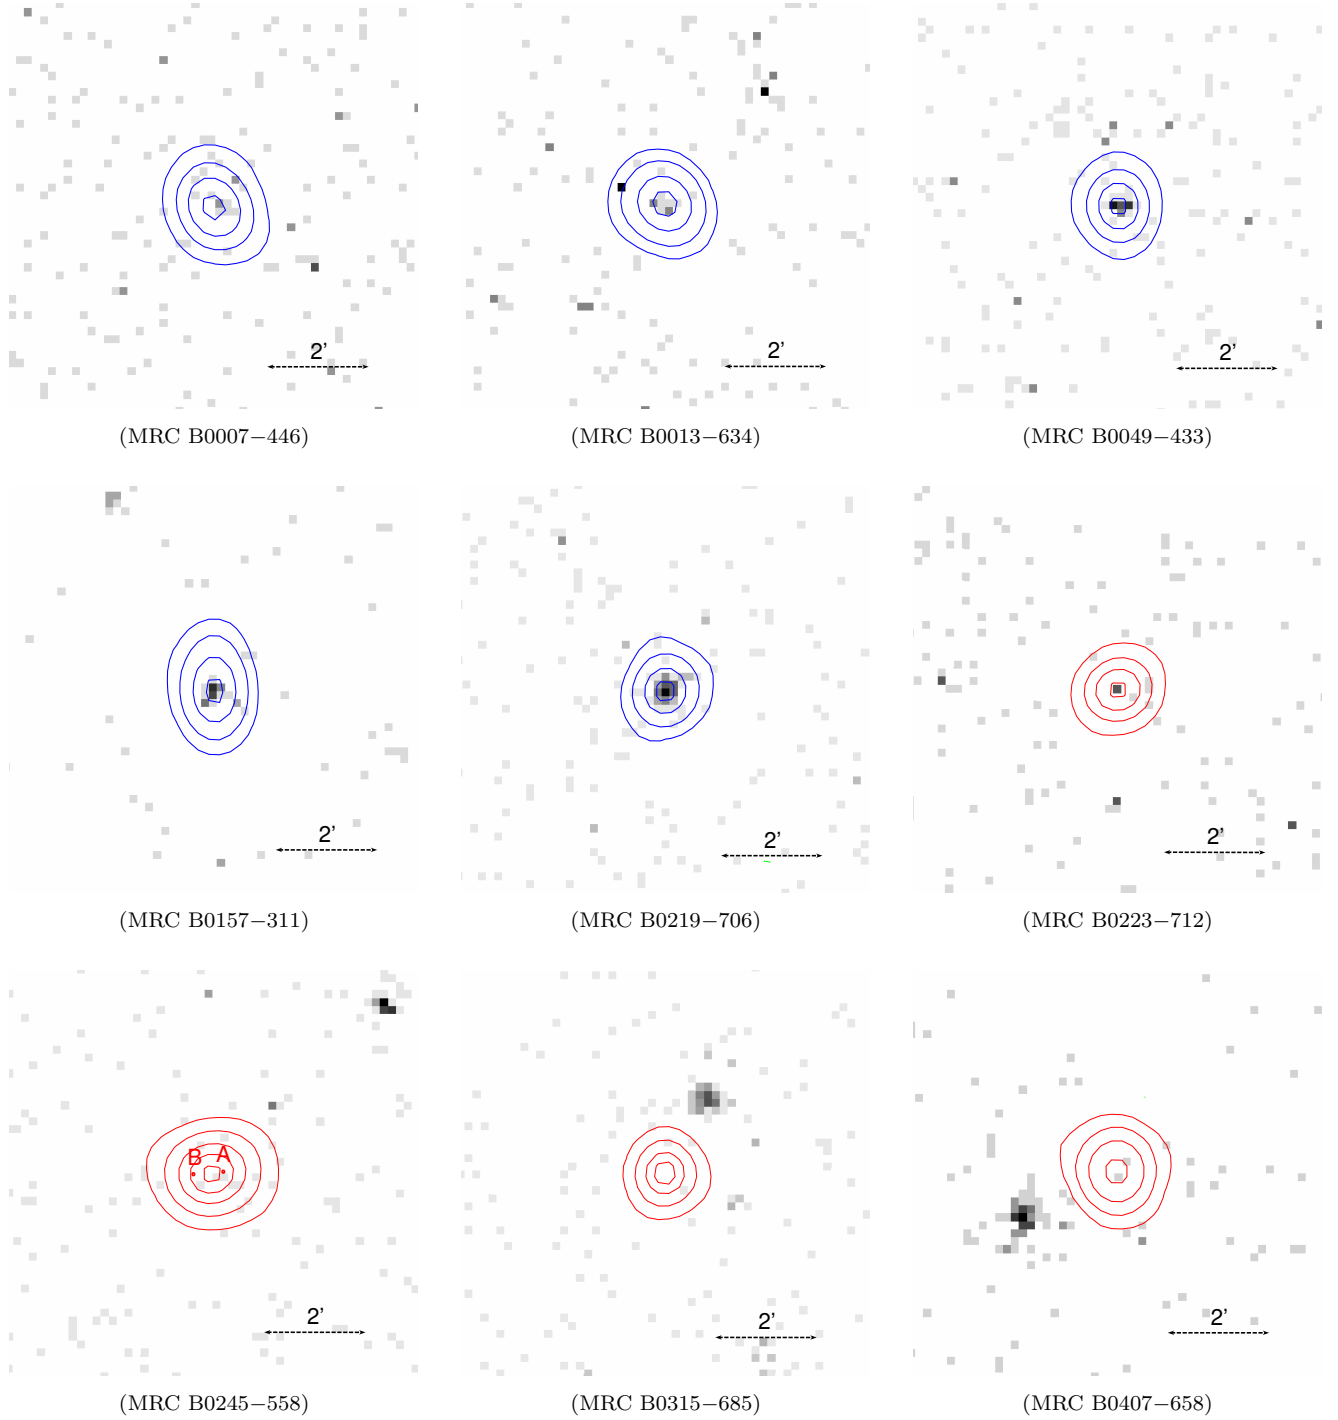 2'
2'
2'
(MRC B0007−446)
(MRC B0013−634)
(MRC B0049−433)
2'
2'
2'
(MRC B0157−311)
(MRC B0219−706)
(MRC B0223−712)
B
A
2'
2'
2'
(MRC B0245−558)
(MRC B0315−685)
(MRC B0407−658)